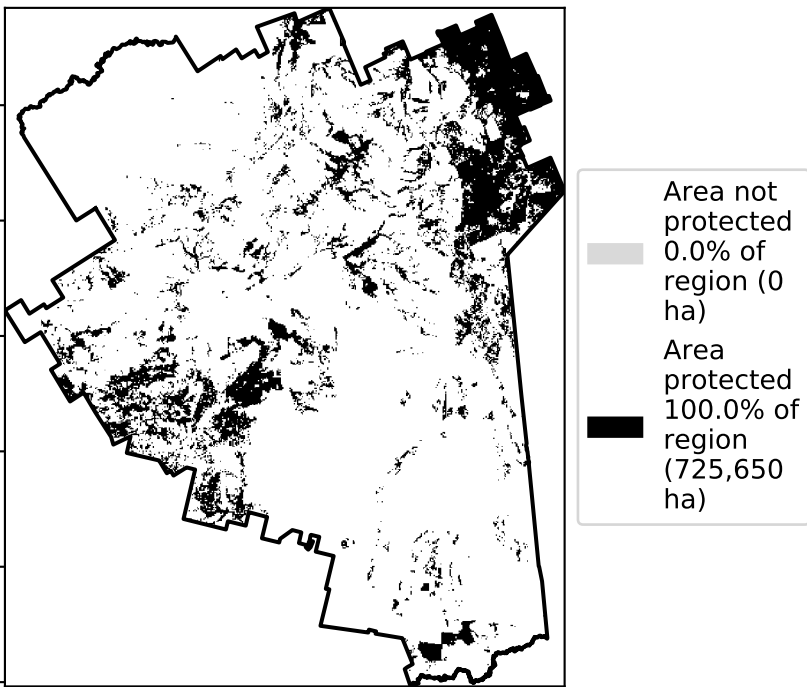 Area not
protected
0.0% of
region (0
ha)
Area
protected
100.0% of
region
(725,650
ha)